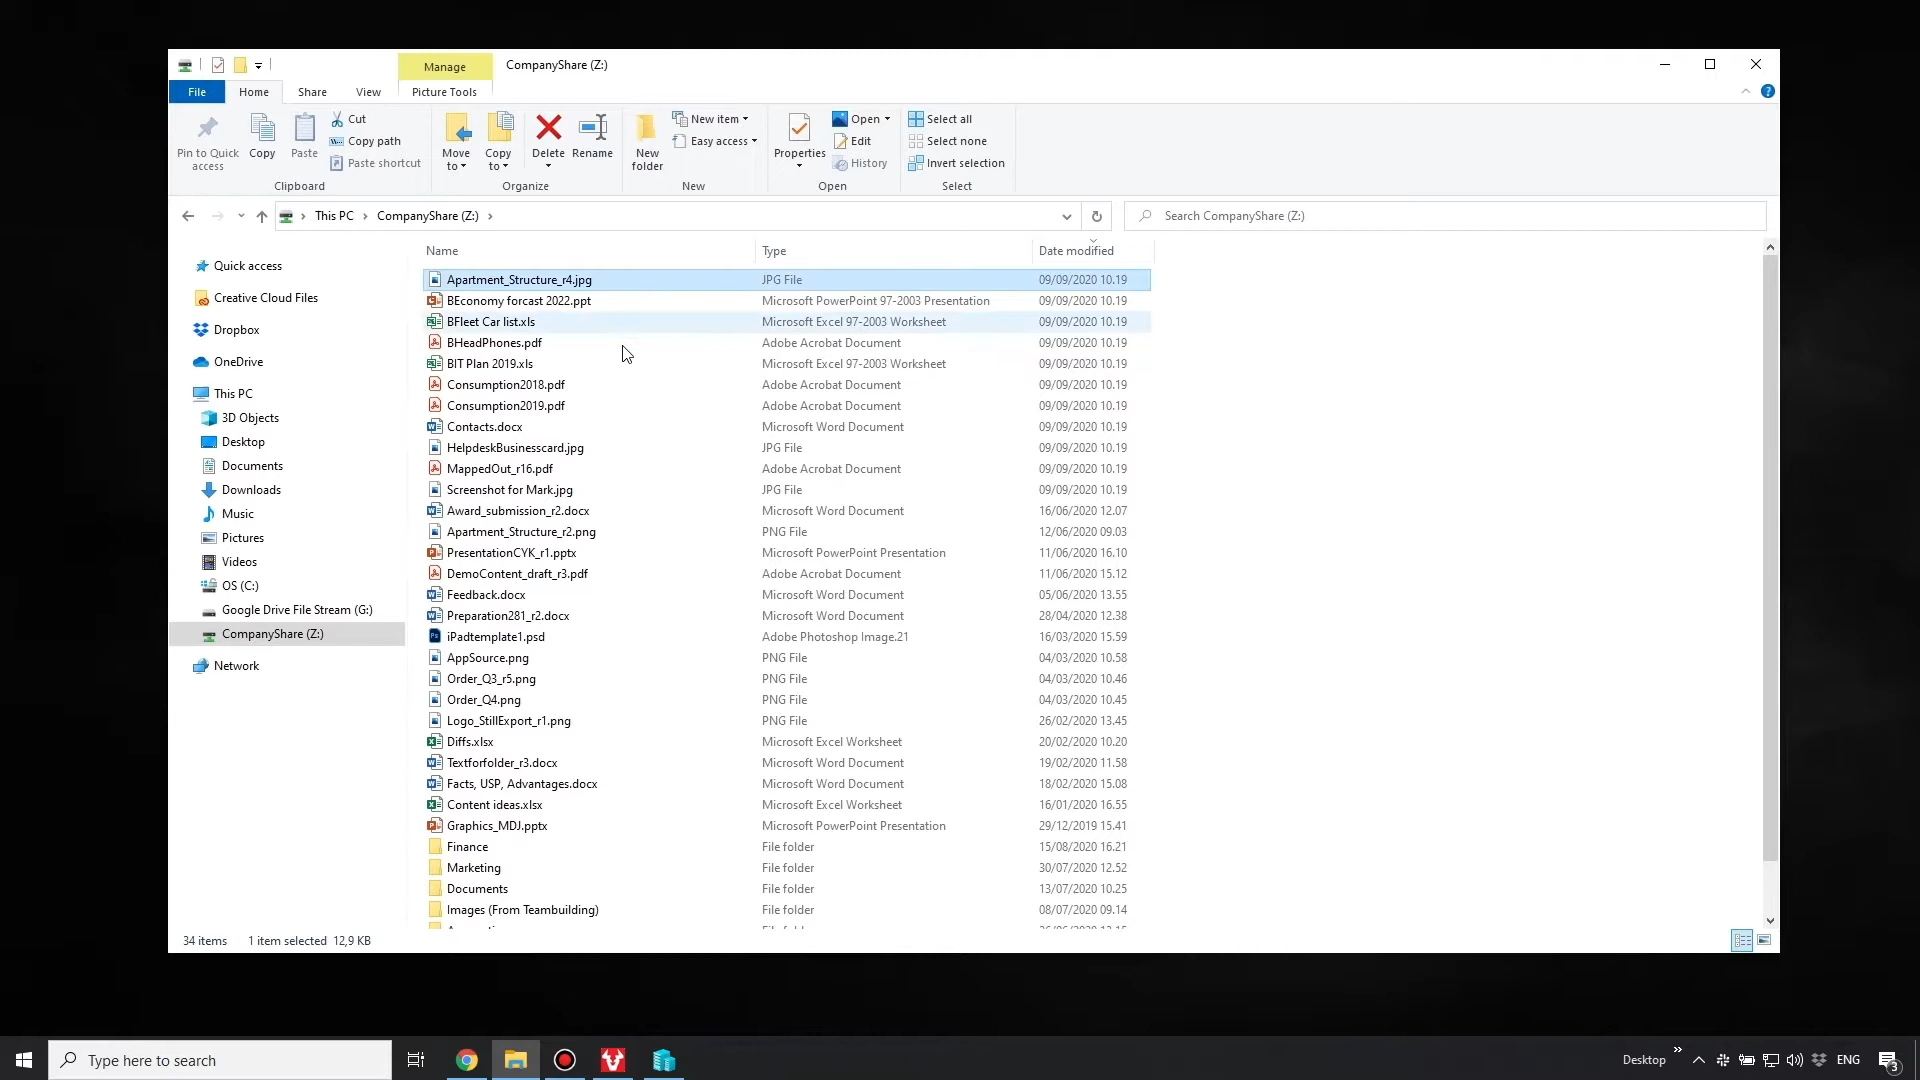 Manage
CompanyShare (Z:)
File
Home
Share
View
Picture Tools
Pin to Quick access
Copy
Paste
Cut
Copy path
Paste shortcut
Clipboard
Move to
Copy to
Delete
Rename
Organize
New folder
New item
Easy access
New
Properties
Open
Edit
History
Open
Select all
Select none
Invert selection
Select
This PC
CompanyShare (Z:)
Search CompanyShare (Z:)
Quick access
Creative Cloud Files
Dropbox
OneDrive
This PC
3D Objects
Desktop
Documents
Downloads
Music
Pictures
Videos
OS (C:)
Google Drive File Stream (G:)
CompanyShare (Z:)
Network
Name Type Date modified
Apartment_Structure_r4.jpg JPG File 09/09/2020 10.19
BEconomy forcast 2022.ppt Microsoft PowerPoint 97-2003 Presentation 09/09/2020 10.19
BFleet Car list.xls Microsoft Excel 97-2003 Worksheet 09/09/2020 10.19
BHeadPhones.pdf Adobe Acrobat Document 09/09/2020 10.19
BIT Plan 2019.xls Microsoft Excel 97-2003 Worksheet 09/09/2020 10.19
Consumption2018.pdf Adobe Acrobat Document 09/09/2020 10.19
Consumption2019.pdf Adobe Acrobat Document 09/09/2020 10.19
Contacts.docx Microsoft Word Document 09/09/2020 10.19
HelpdeskBusinesscard.jpg JPG File 09/09/2020 10.19
MappedOut_r16.pdf Adobe Acrobat Document 09/09/2020 10.19
Screenshot for Mark.jpg JPG File 09/09/2020 10.19
Award_submission_r2.docx Microsoft Word Document 16/06/2020 12.07
Apartment_Structure_r2.png PNG File 12/06/2020 09.03
PresentationCYK_r1.pptx Microsoft PowerPoint Presentation 11/06/2020 16.10
DemoContent_draft_r3.pdf Adobe Acrobat Document 11/06/2020 15.12
Feedback.docx Microsoft Word Document 05/06/2020 13.55
Preparation281_r2.docx Microsoft Word Document 28/04/2020 12.38
iPadtemplate1.psd Adobe Photoshop Image.21 16/03/2020 15.59
AppSource.png PNG File 04/03/2020 10.58
Order_Q3_r5.png PNG File 04/03/2020 10.46
Order_Q4.png PNG File 04/03/2020 10.45
Logo_StillExport_r1.png PNG File 26/02/2020 13.45
Diffs.xlsx Microsoft Excel Worksheet 20/02/2020 10.20
Textforfolder_r3.docx Microsoft Word Document 19/02/2020 11.58
Facts, USP, Advantages.docx Microsoft Word Document 18/02/2020 15.08
Content ideas.xlsx Microsoft Excel Worksheet 16/01/2020 16.55
Graphics_MDJ.pptx Microsoft PowerPoint Presentation 29/12/2019 15.41
Finance File folder 15/08/2020 16.21
Marketing File folder 30/07/2020 12.52
Documents File folder 13/07/2020 10.25
Images (From Teambuilding) File folder 08/07/2020 09.14
34 items 1 item selected 12,9 KB
Type here to search
Desktop
ENG
3